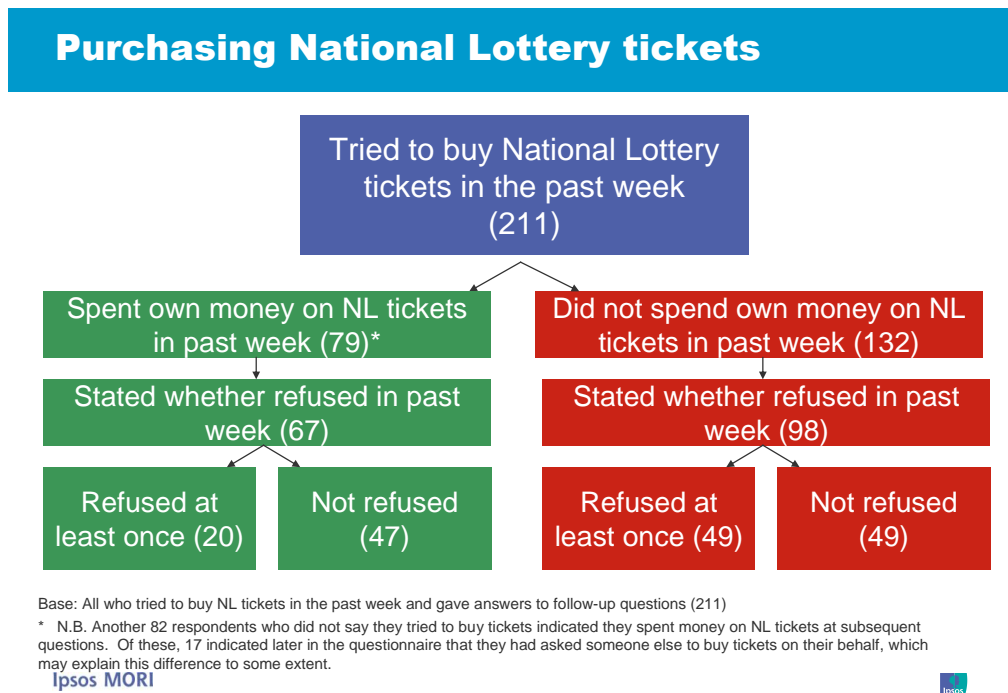 Purchasing National Lottery tickets
Tried to buy National Lottery
tickets in the past week
(211)
Spent own money on NL tickets
in past week (79)*
Did not spend own money on NL
tickets in past week (132)
Stated whether refused in past
week (67)
Stated whether refused in past
week (98)
Refused at
least once (20)
Not refused
(47)
Refused at
least once (49)
Not refused
(49)
Base: All who tried to buy NL tickets in the past week and gave answers to follow-up questions (211)
* N.B. Another 82 respondents who did not say they tried to buy tickets indicated they spent money on NL tickets at subsequent
questions. Of these, 17 indicated later in the questionnaire that they had asked someone else to buy tickets on their behalf, which
may explain this difference to some extent.
Ipsos MORI
Ipsos